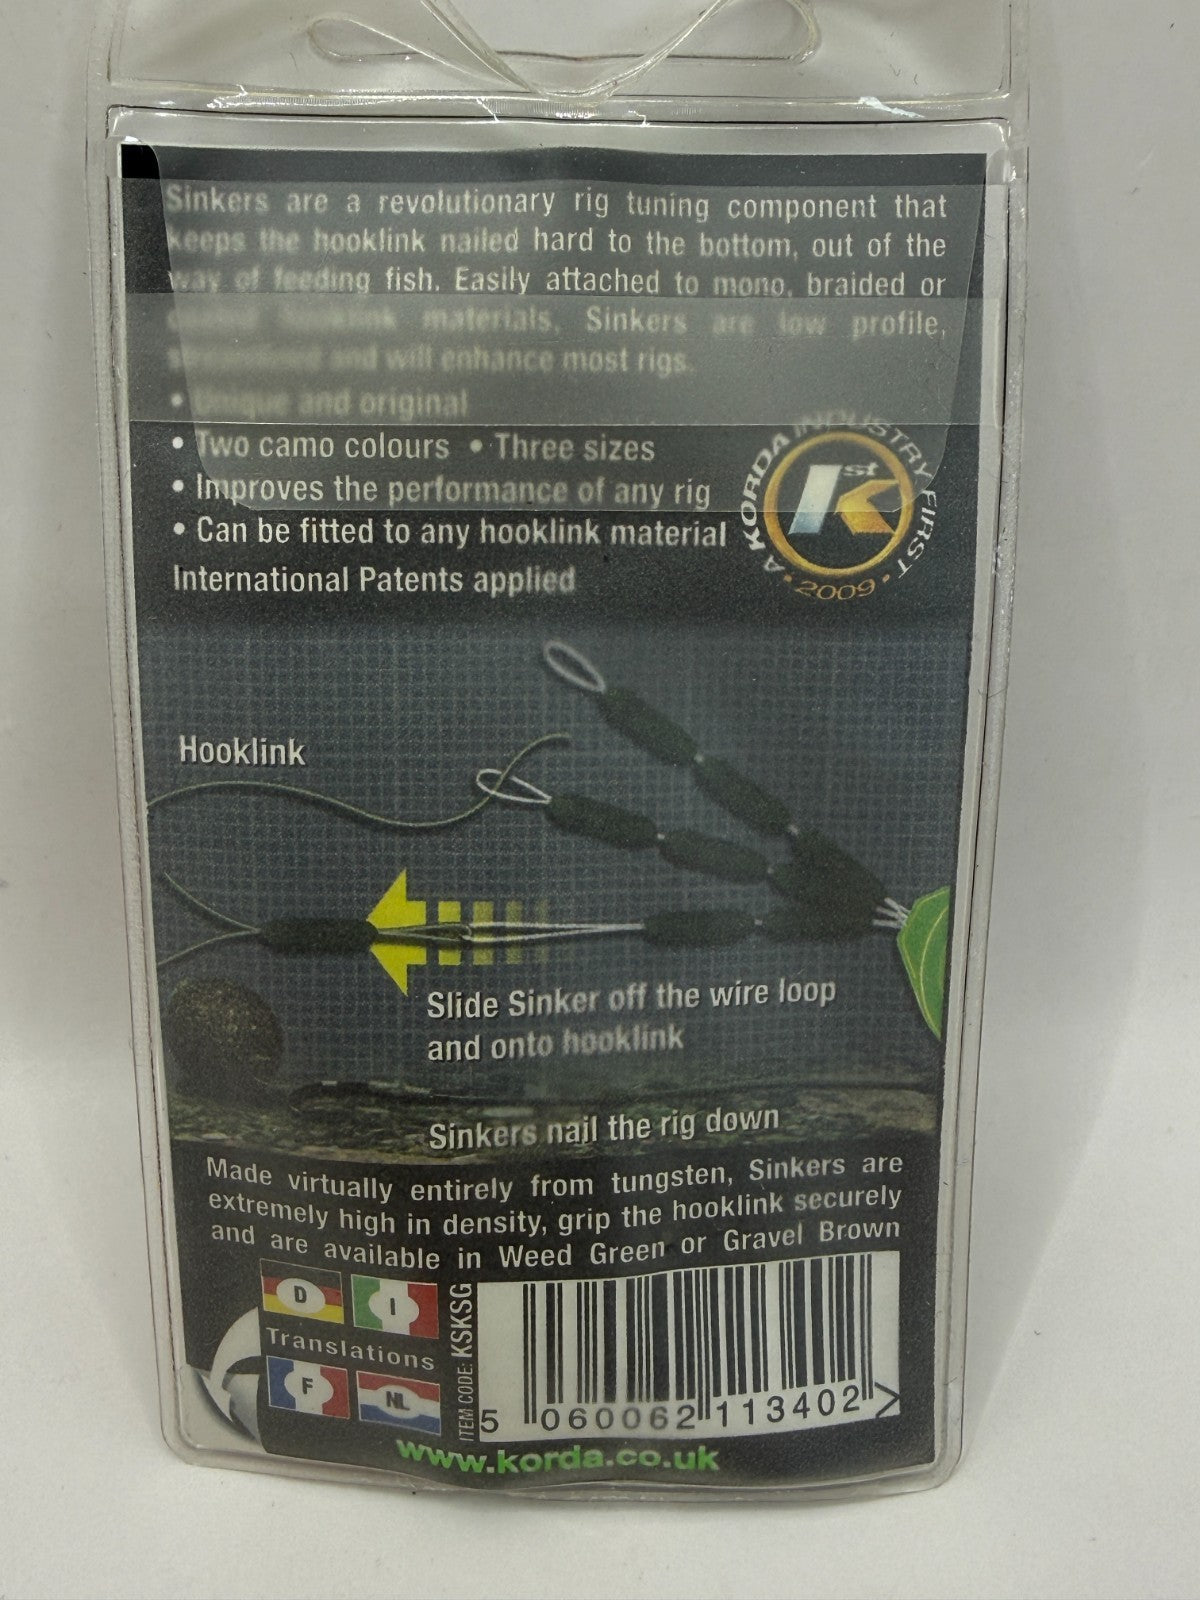 Sinkers are a revolutionary rig tuning component that
keeps the hooklink nailed hard to the bottom, out of the
way of feeding fish. Easily attached to mono, braided or
hooklink materials. Sinkers are low profile,
and will enhance most rigs.
• Unique and original
• Two camo colours • Three sizes
• Improves the performance of any rig
• Can be fitted to any hooklink material
International Patents applied
A KORDA INDUSTRY FIRST • 2009 •
1st
K
Hooklink
Slide Sinker off the wire loop
and onto hooklink
Sinkers nail the rig down
Made virtually entirely from tungsten, Sinkers are
extremely high in density, grip the hooklink securely
and are available in Weed Green or Gravel Brown
D
I
Translations
F
NL
ITEM CODE: KSKSG
5 060062 113402 >
www.korda.co.uk